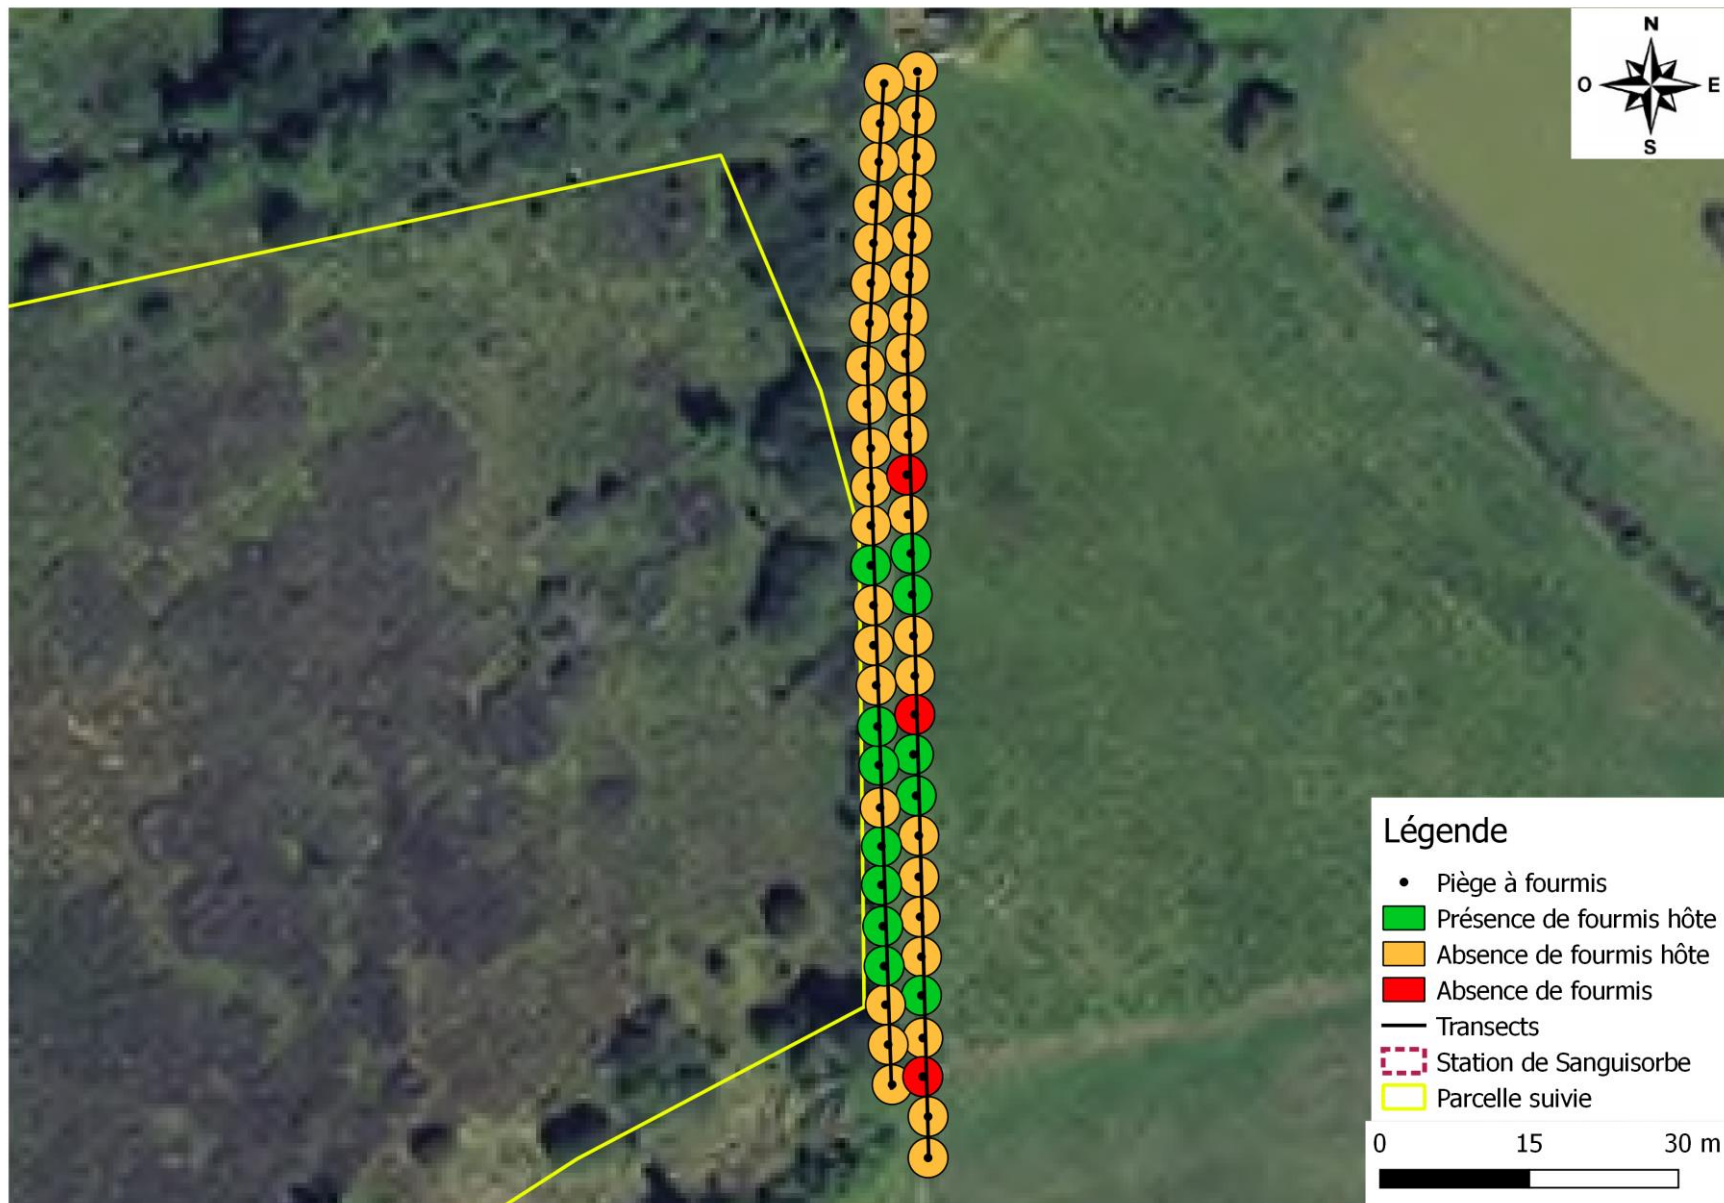 N
O E
S
Légende
Piège à fourmis
Présence de fourmis hôte
Absence de fourmis hôte
Absence de fourmis
Transects
Station de Sanguisorbe
Parcelle suivie
0 15 30 m